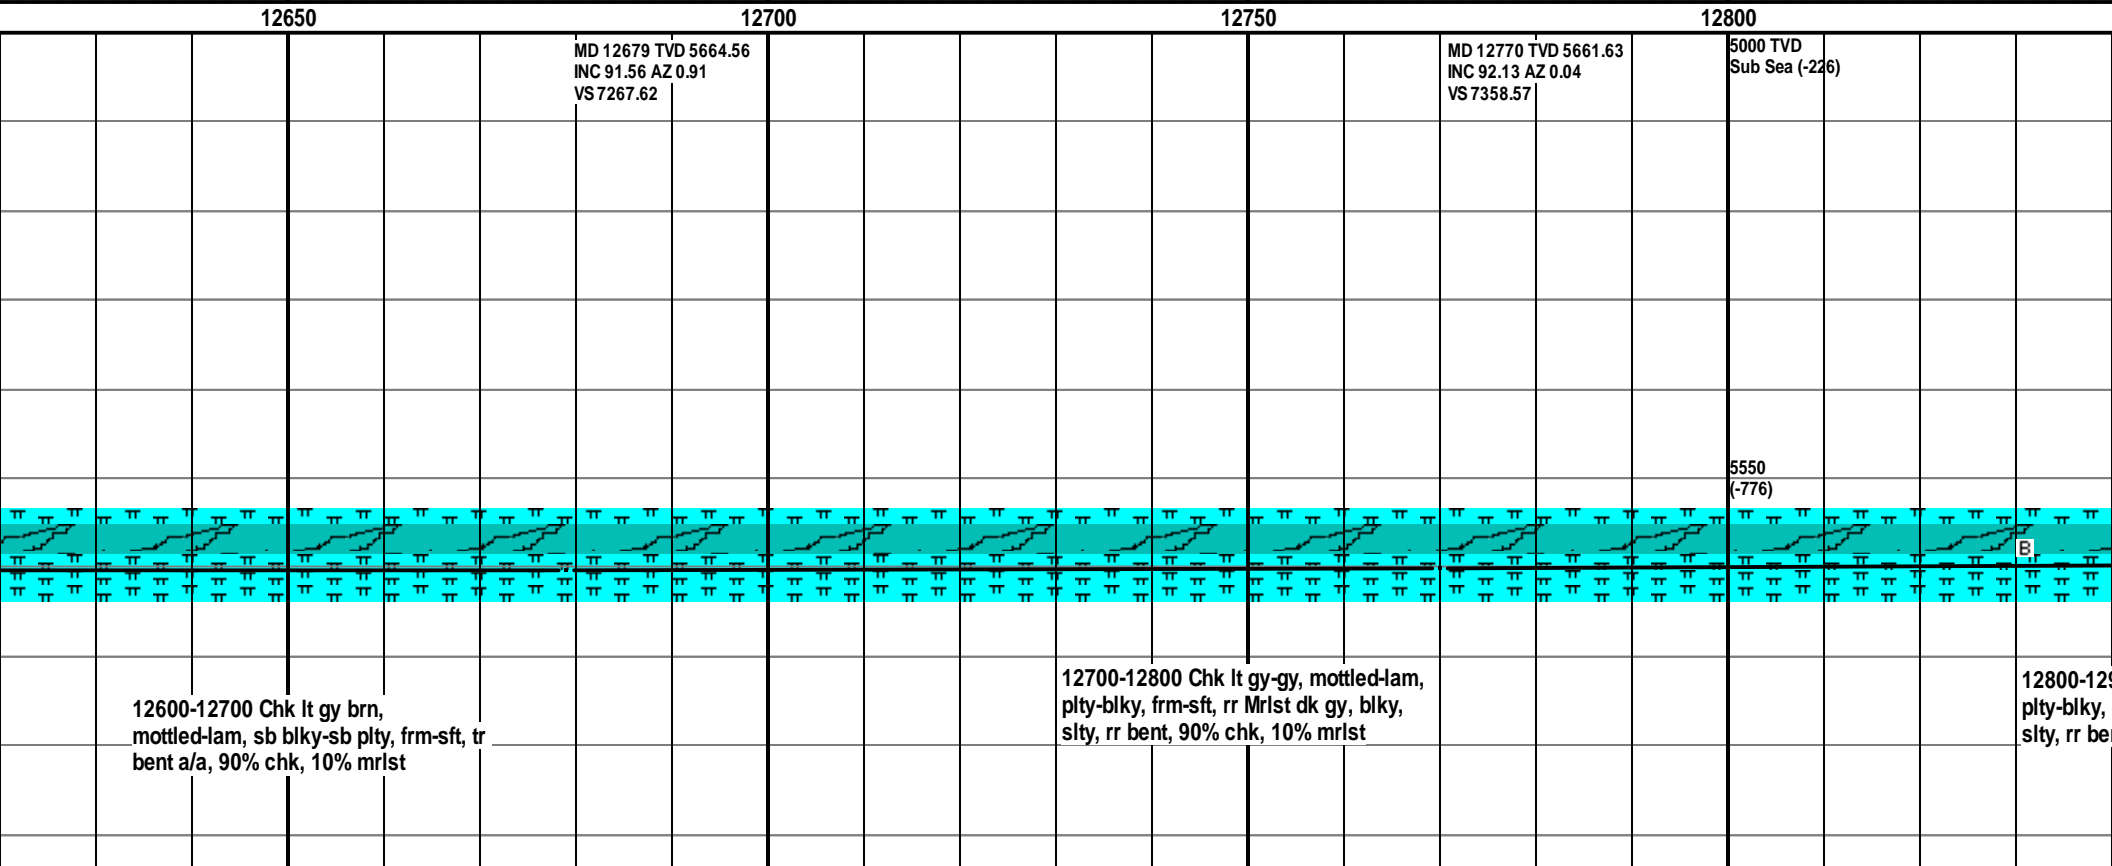 12650 12700 12750 12800
MD 12679 TVD 5664.56
INC 91.56 AZ 0.91
VS 7267.62
MD 12770 TVD 5661.63
INC 92.13 AZ 0.04
VS 7358.57
5000 TVD
Sub Sea (-226)
5550
(-776)
B
12600-12700 Chk lt gy brn,
mottled-lam, sb blky-sb plty, frm-sft, tr
bent a/a, 90% chk, 10% mrlst
12700-12800 Chk lt gy-gy, mottled-lam,
plty-blky, frm-sft, rr Mrlst dk gy, blky,
slty, rr bent, 90% chk, 10% mrlst
12800-129
plty-blky,
slty, rr be